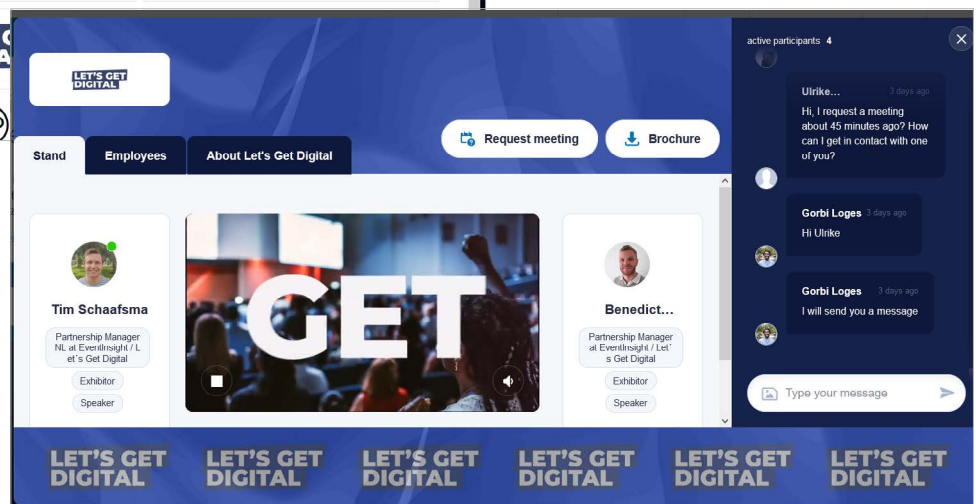 LET'S GET
DIGITAL
Stand
Employees
About Let's Get Digital
Request meeting
Brochure
Tim Schaafsma
Partnership Manager
NL at EventInsight / L
et´s Get Digital
Exhibitor
Speaker
GET
Benedict...
Partnership Manager
at EventInsight / Let´
s Get Digital
Exhibitor
Speaker
active participants 4
Ulrike... 3 days ago
Hi, I request a meeting
about 45 minutes ago? How
can I get in contact with one
of you?
Gorbi Loges 3 days ago
Hi Ulrike
Gorbi Loges 3 days ago
I will send you a message
Type your message
LET'S GET LET'S GET LET'S GET LET'S GET LET'S GET LET'S GET
DIGITAL DIGITAL DIGITAL DIGITAL DIGITAL DIGITAL